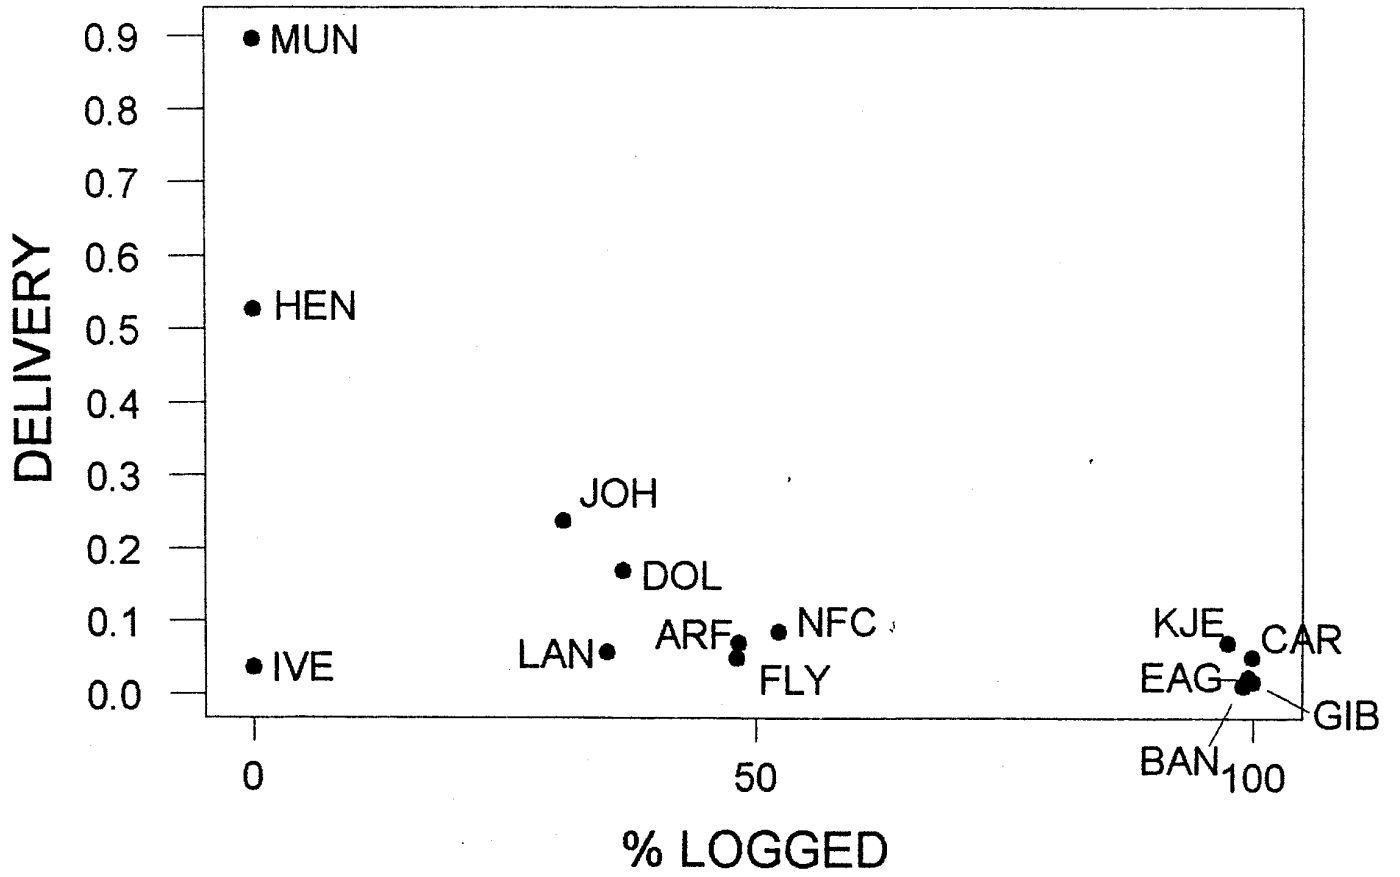 0.9
MUN
0.8
0.7
0.6
HEN
0.5
0.4
0.3
JOH
0.2
DOL
0.1
NFC
KJE
ARF
CAR
LAN
IVE
FLY
EAG
0.0
GIB
BAN
0
50
100
DELIVERY
% LOGGED